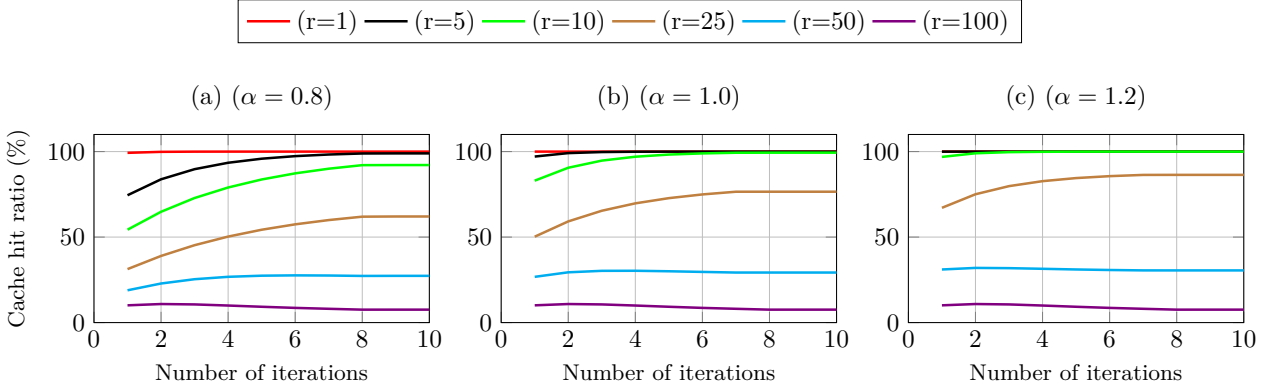 (r=1) (r=5) (r=10) (r=25) (r=50) (r=100)
(a) (α = 0.8)
(b) (α = 1.0)
(c) (α = 1.2)
Cache hit ratio (%)
100
50
0
0 2 4 6 8 10
Number of iterations
100
50
0
0 2 4 6 8 10
Number of iterations
100
50
0
0 2 4 6 8 10
Number of iterations